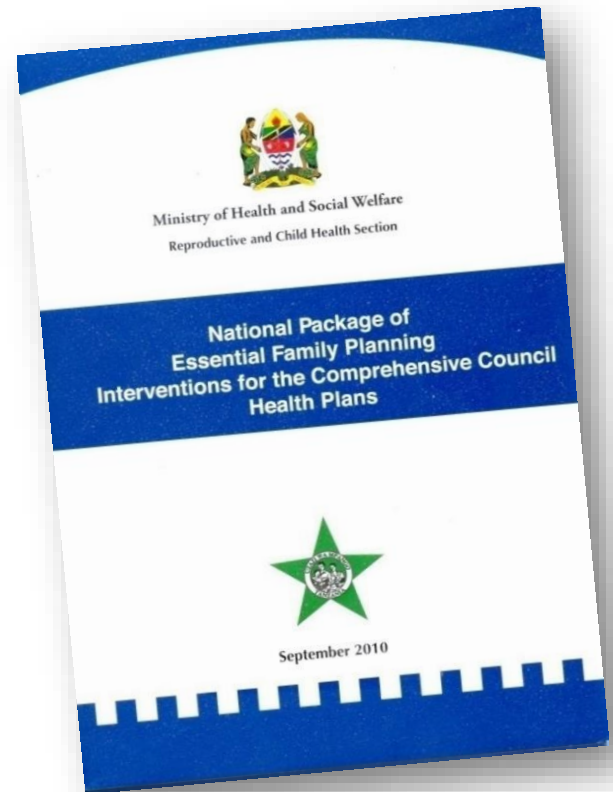 Ministry of Health and Social Welfare
Reproductive and Child Health Section
National Package of
Essential Family Planning
Interventions for the Comprehensive Council
Health Plans
September 2010